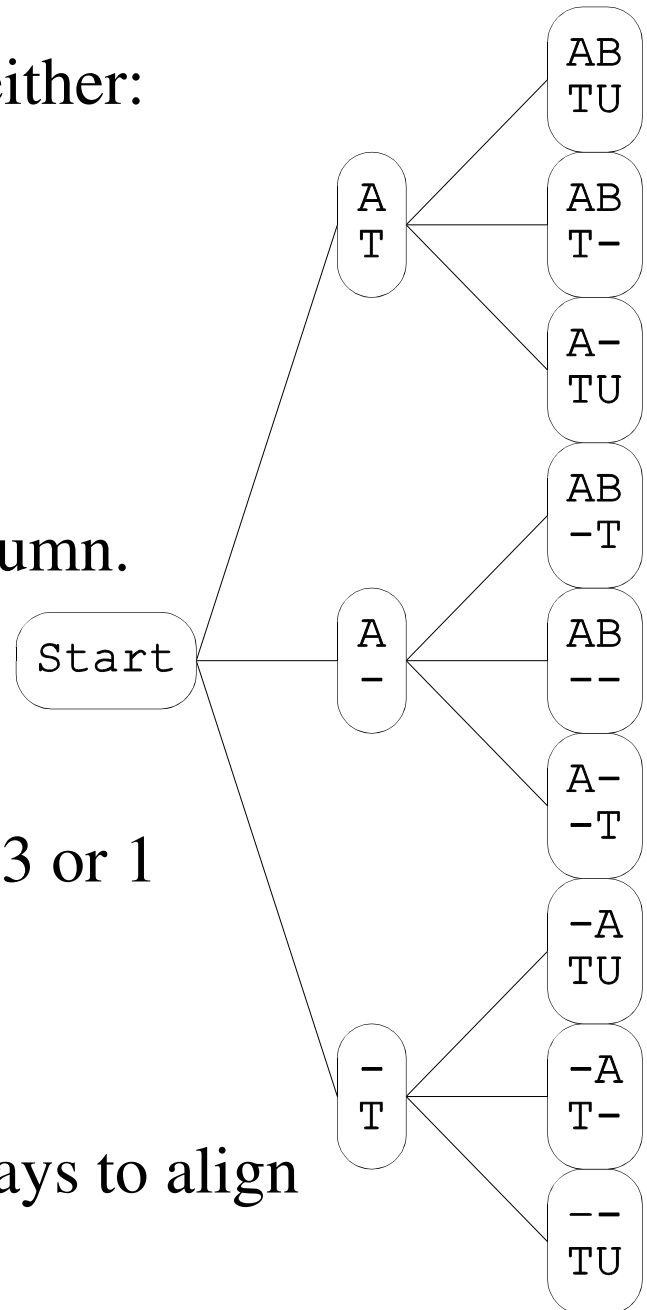 either:
AB
TU
A
T
AB
T-
A-
TU
AB
-T
umn.
Start
A
-
AB
--
A-
-T
3 or 1
-A
TU
-
T
-A
T-
ays to align
--
TU